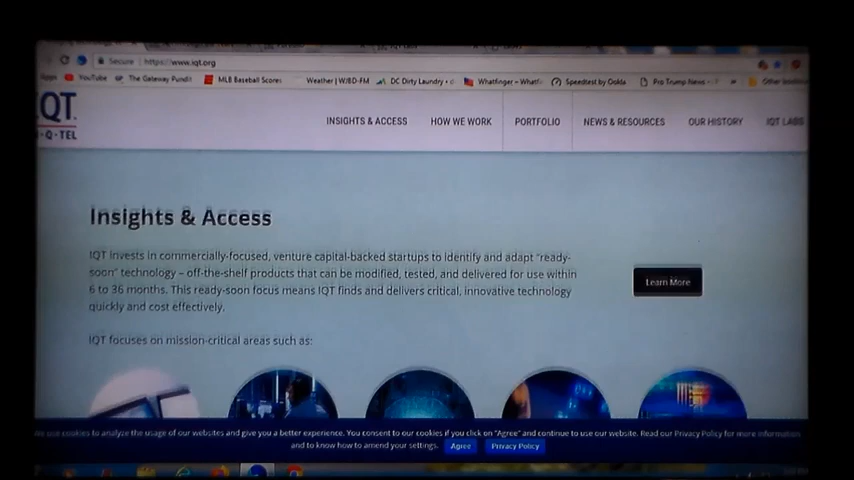 Secure https://www.iqt.org
YouTube The Gateway Pundit MLB Baseball Scores Weather | WJBD-FM DC Dirty Laundry Whatfinger Speedtest by Ookla Pro Trump News
IQT
INSIGHTS & ACCESS HOW WE WORK PORTFOLIO NEWS & RESOURCES OUR HISTORY IQT LABS
Insights & Access
IQT invests in commercially-focused, venture capital-backed startups to identify and adapt “ready-
soon” technology – off-the-shelf products that can be modified, tested, and delivered for use within
6 to 36 months. This ready-soon focus means IQT finds and delivers critical, innovative technology
quickly and cost effectively.
Learn More
IQT focuses on mission-critical areas such as:
We use cookies to analyze the usage of our websites and give you a better experience. You consent to our cookies if you click on "Agree" and continue to use our website. Read our Privacy Policy for more information
and to know how to amend your settings. Agree Privacy Policy